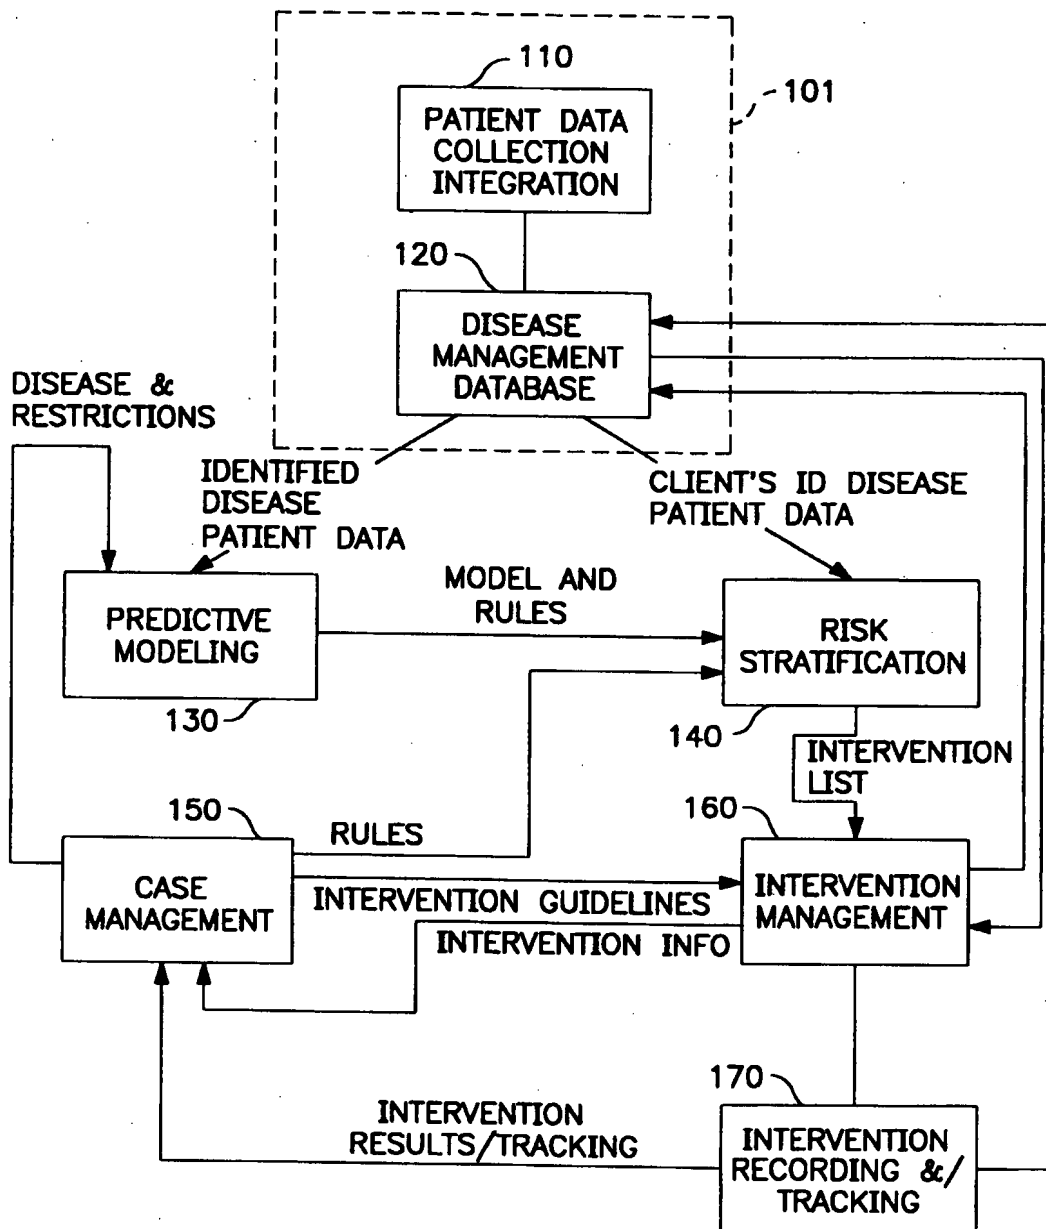 110
101
PATIENT DATA
COLLECTION
INTEGRATION
120
DISEASE
MANAGEMENT
DATABASE
DISEASE &
RESTRICTIONS
IDENTIFIED
DISEASE
PATIENT DATA
CLIENT'S ID DISEASE
PATIENT DATA
MODEL AND
RULES
PREDICTIVE
MODELING
RISK
STRATIFICATION
130
140
INTERVENTION
LIST
150
RULES
160
CASE
MANAGEMENT
INTERVENTION GUIDELINES
INTERVENTION INFO
INTERVENTION
MANAGEMENT
170
INTERVENTION
RESULTS/TRACKING
INTERVENTION
RECORDING &/
TRACKING